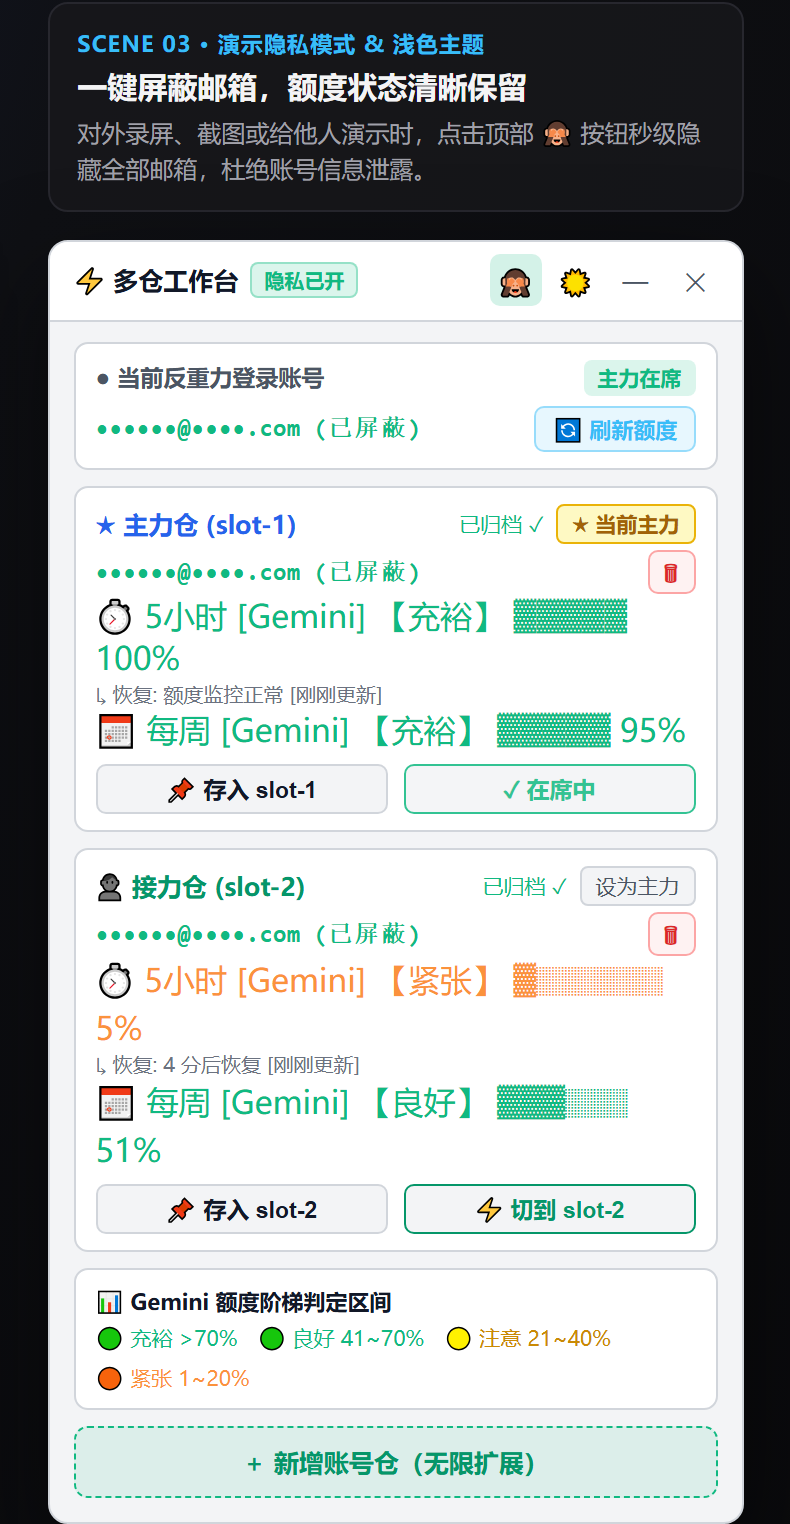 SCENE 03 • 演示隐私模式 & 浅色主题
一键屏蔽邮箱，额度状态清晰保留
对外录屏、截图或给他人演示时，点击顶部 🙈 按钮秒级隐
藏全部邮箱，杜绝账号信息泄露。
⚡ 多仓工作台 隐私已开
● 当前反重力登录账号 主力在席
••••••@••••.com (已屏蔽) 🔄 刷新额度
★ 主力仓 (slot-1) 已归档 ✓ ★ 当前主力
••••••@••••.com (已屏蔽)
⏱ 5小时 [Gemini] 【充裕】 ▓▓▓▓▓
100%
↳ 恢复: 额度监控正常 [刚刚更新]
📅 每周 [Gemini] 【充裕】 ▓▓▓▓▓ 95%
📌 存入 slot-1 ✓ 在席中
👤 接力仓 (slot-2) 已归档 ✓ 设为主力
••••••@••••.com (已屏蔽)
⏱ 5小时 [Gemini] 【紧张】 ▓░░░░
5%
↳ 恢复: 4 分后恢复 [刚刚更新]
📅 每周 [Gemini] 【良好】 ▓▓▓░░
51%
📌 存入 slot-2 ⚡ 切到 slot-2
📊 Gemini 额度阶梯判定区间
🟢 充裕 >70% 🟢 良好 41~70% 🟡 注意 21~40%
🟠 紧张 1~20%
+ 新增账号仓（无限扩展）